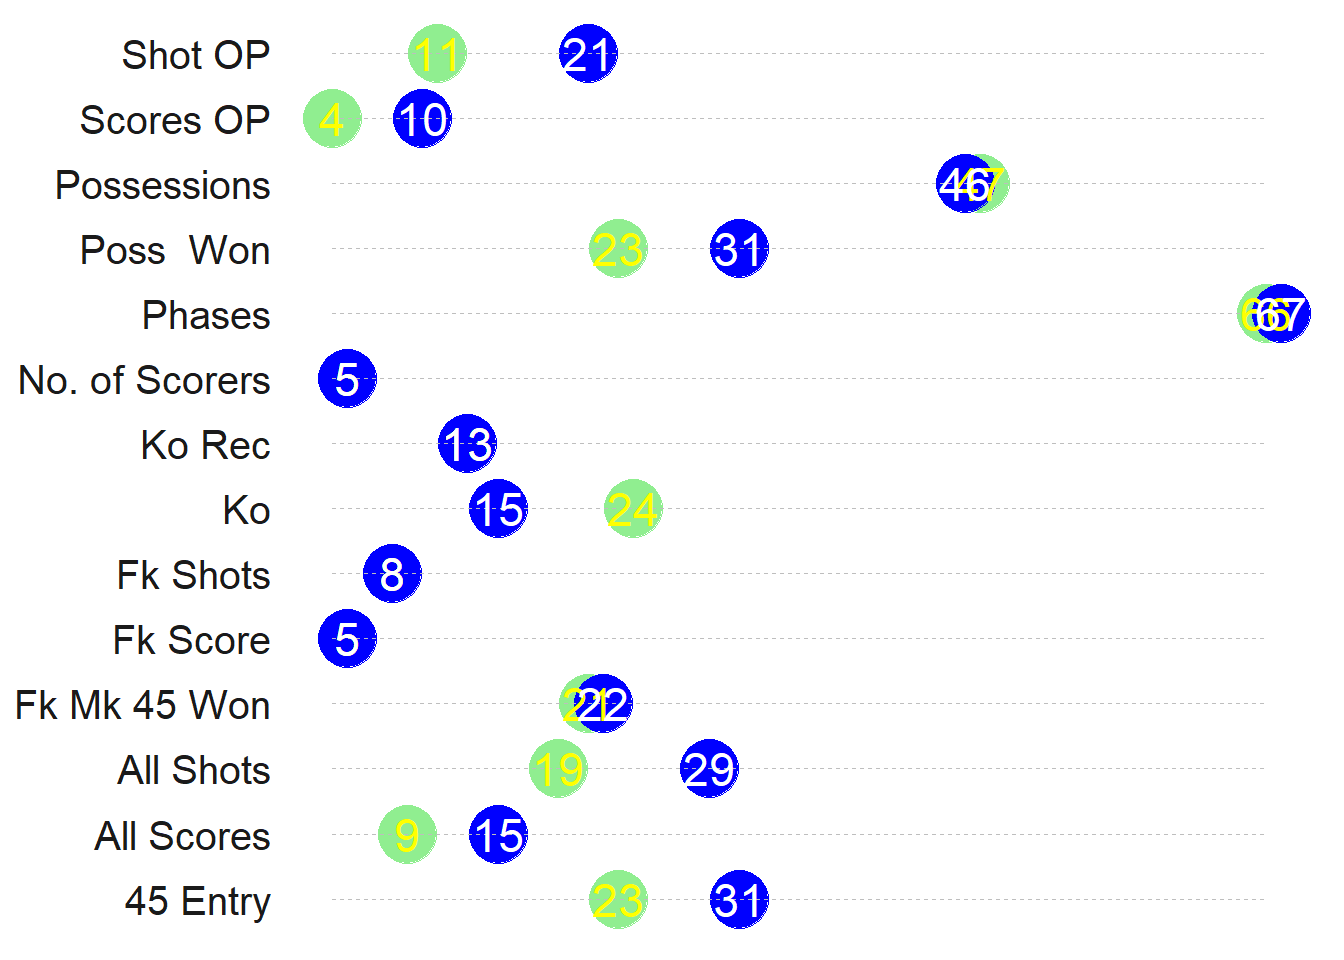 Shot OP 11 21
Scores OP 4 10
Possessions 46 47
Poss  Won 23 31
Phases 66 67
No. of Scorers 5
Ko Rec 13
Ko 15 24
Fk Shots 8
Fk Score 5
Fk Mk 45 Won 21 22
All Shots 19 29
All Scores 9 15
45 Entry 23 31